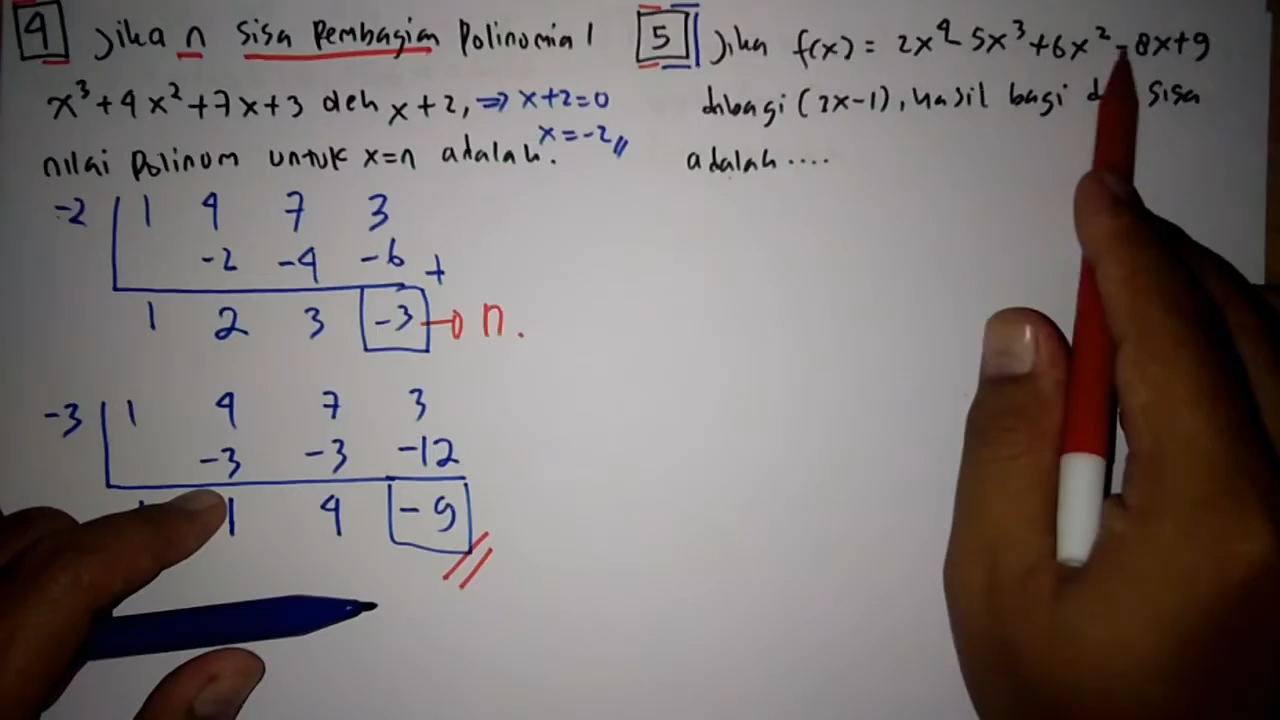 4 Jika n sisa pembagian Polinomial
x³+4x²+7x+3 oleh x+2, ⇒ x+2=0
x=-2 //
nilai polinom untuk x=n adalah.
-2 | 1 4 7 3
-2 -4 -6 +
1 2 3 -3 → n.
-3 | 1 4 7 3
-3 -3 -12
1 4 -9 //
5 Jika f(x) = 2x⁴-5x³+6x²-8x+9
dibagi (2x-1), hasil bagi sisa
adalah....